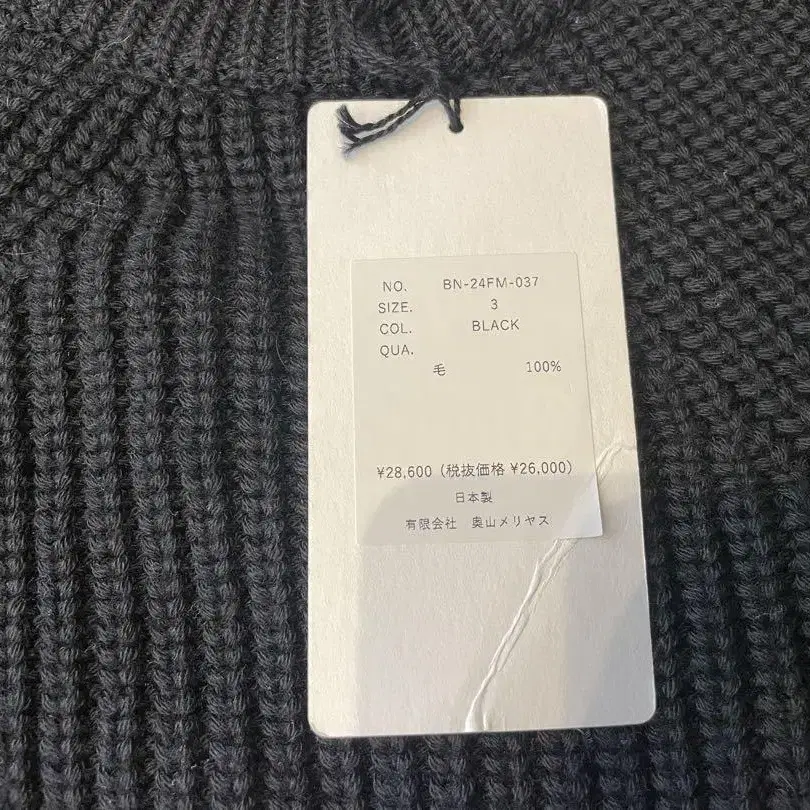 NO. BN-24FM-037
SIZE. 3
COL. BLACK
QUA.
毛 100%
¥28,600 (税抜価格 ¥26,000)
日本製
有限会社 奥山メリヤス